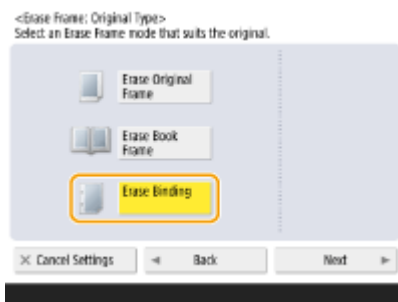 <Erase Frame: Original Type>
Select an Erase Frame mode that suits the original.
Erase Original
Frame
Erase Book
Frame
Erase Binding
× Cancel Settings
◄ Back
Next ►